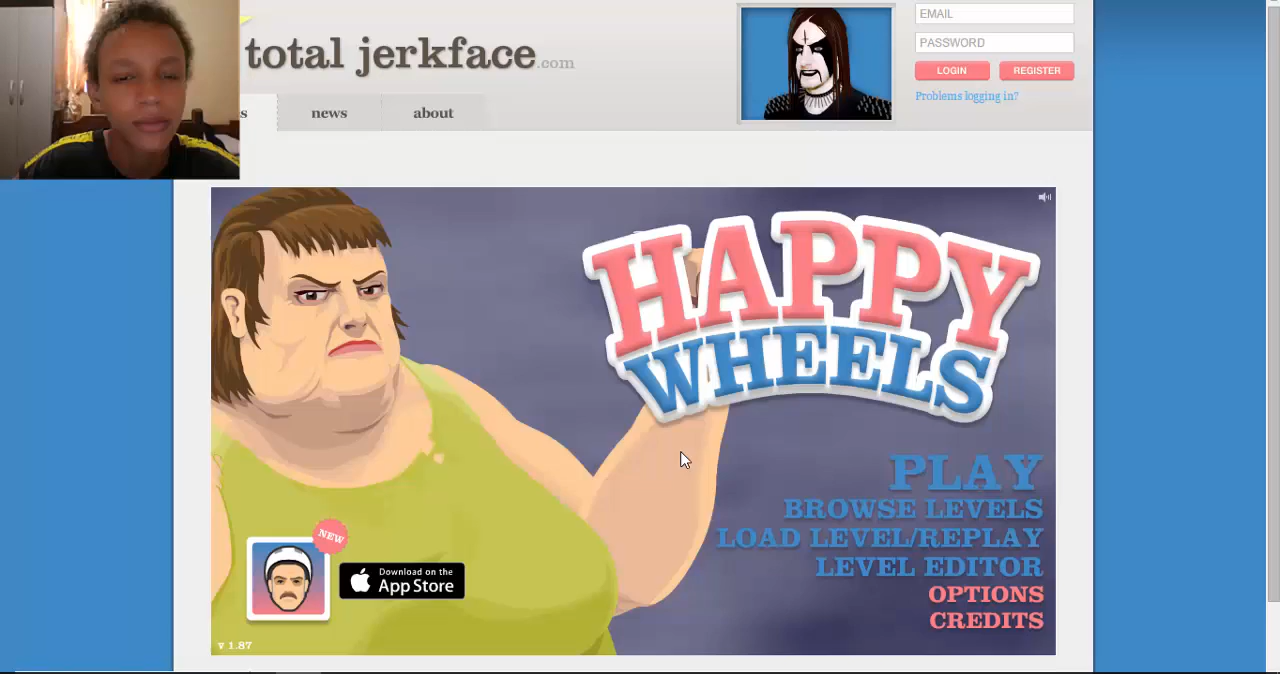 total jerkface.com
EMAIL
PASSWORD
LOGIN REGISTER
Problems logging in?
s news about
HAPPY
WHEELS
PLAY
BROWSE LEVELS
LOAD LEVEL/REPLAY
LEVEL EDITOR
OPTIONS
CREDITS
NEW
Download on the
App Store
v 1.87